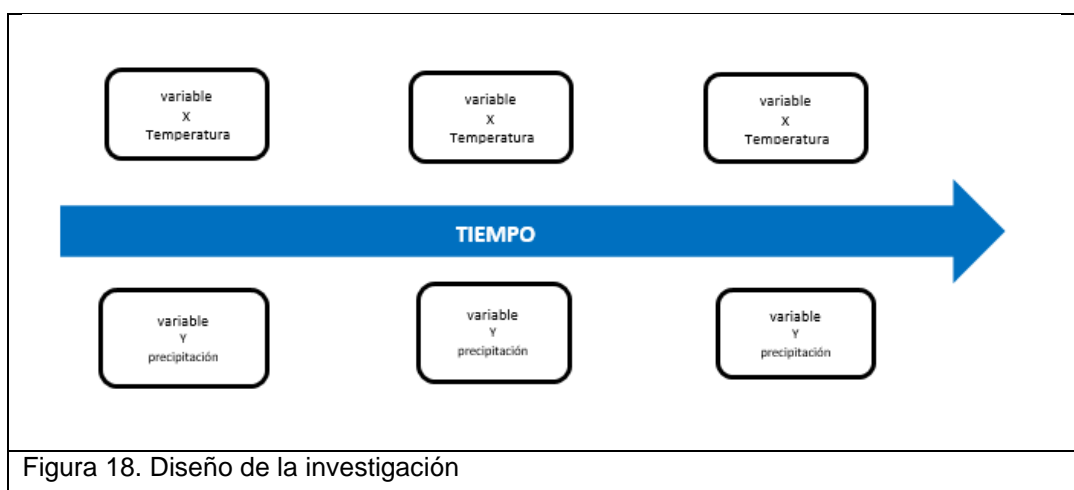 variable
X
Temperatura
variable
X
Temperatura
variable
X
Temperatura
TIEMPO
variable
Y
precipitación
variable
Y
precipitación
variable
Y
precipitación
Figura 18. Diseño de la investigación